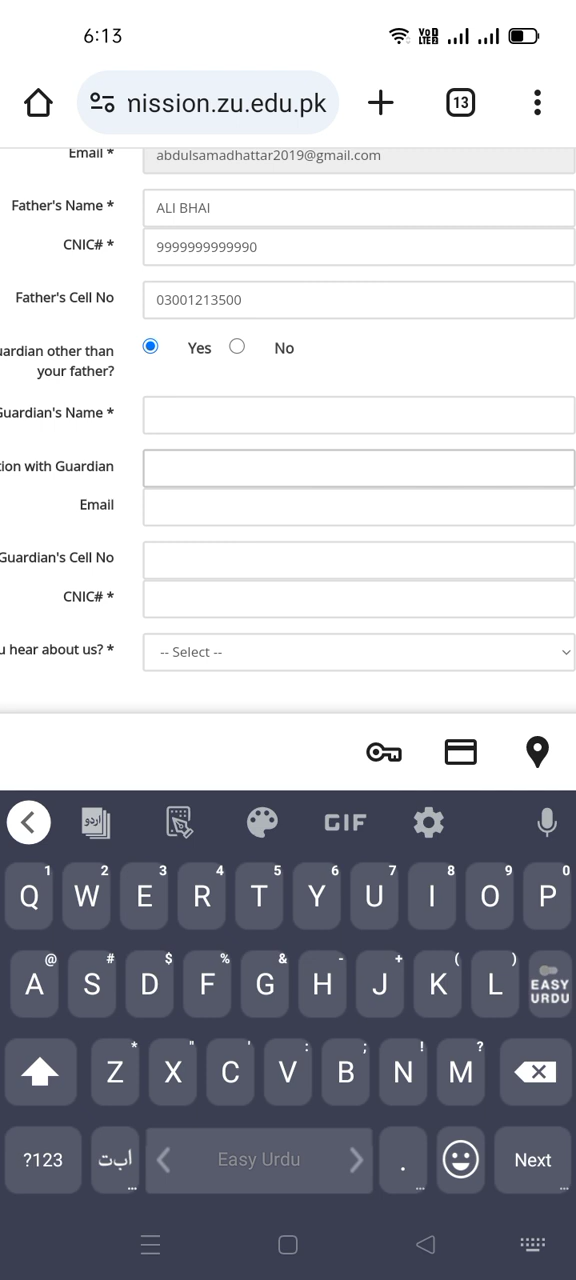 6:13
VoD
LTE2
nission.zu.edu.pk
13
Email * abdulsamadhattar2019@gmail.com
Father's Name * ALI BHAI
CNIC# * 9999999999990
Father's Cell No 03001213500
uardian other than your father? Yes No
Guardian's Name *
tion with Guardian
Email
Guardian's Cell No
CNIC# *
u hear about us? * -- Select --
اردو GIF
1 2 3 4 5 6 7 8 9 0
Q W E R T Y U I O P
@ # $ % & - + ( )
A S D F G H J K L EASY URDU
* " ' : ; ! ?
Z X C V B N M
?123 ابت Easy Urdu . Next